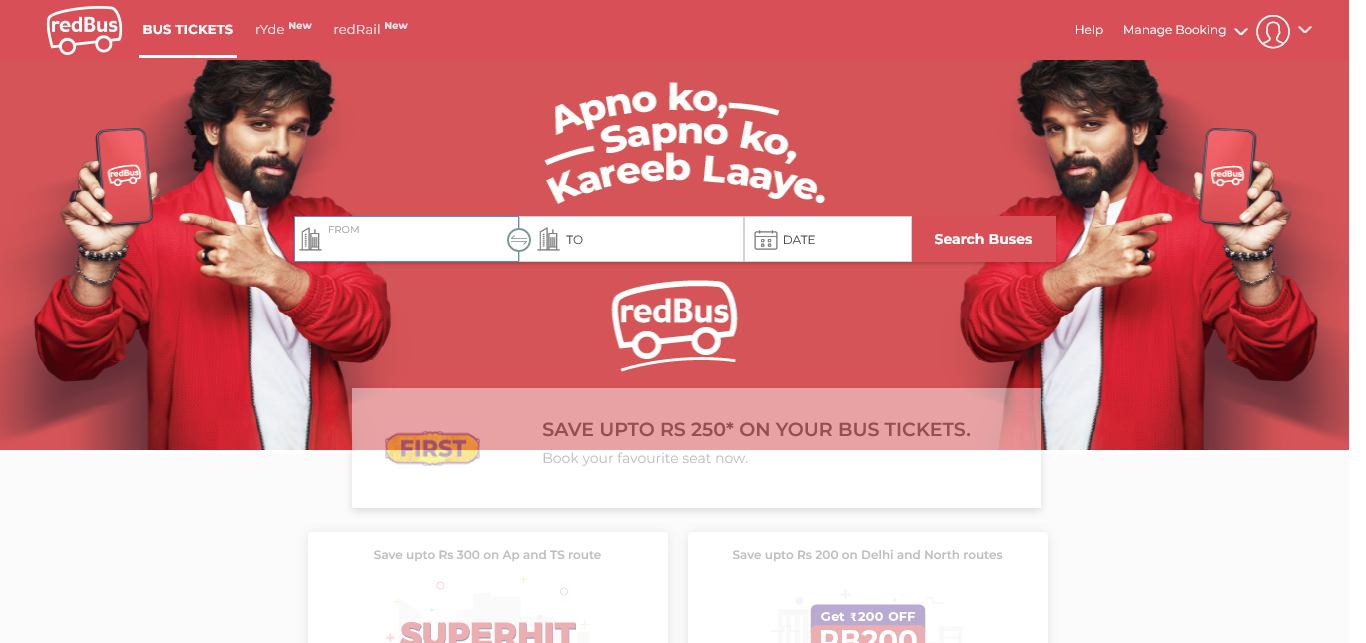 redBus
BUS TICKETS
rYde New
redRail New
Help
Manage Booking
Apno ko,
Sapno ko,
Kareeb Laaye.
redBus
redBus
FROM
TO
DATE
Search Buses
redBus
FIRST
SAVE UPTO RS 250* ON YOUR BUS TICKETS.
Book your favourite seat now.
Save upto Rs 300 on Ap and TS route
Save upto Rs 200 on Delhi and North routes
SUPERHIT
Get ₹200 OFF
RB200